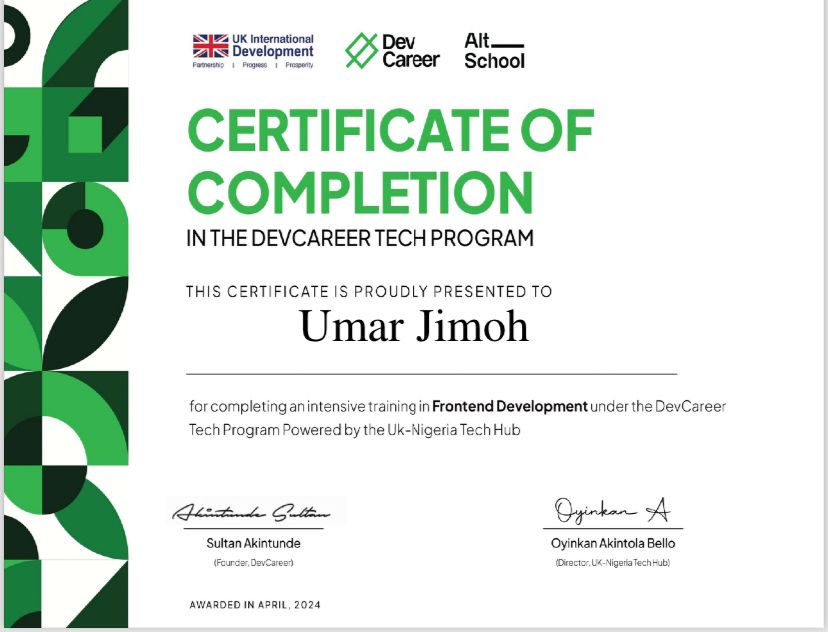 UK International
Development
Partnership | Progress | Prosperity
Dev
Career
Alt
School
CERTIFICATE OF
COMPLETION
IN THE DEVCAREER TECH PROGRAM
THIS CERTIFICATE IS PROUDLY PRESENTED TO
Umar Jimoh
for completing an intensive training in Frontend Development under the DevCareer
Tech Program Powered by the Uk-Nigeria Tech Hub
Akintunde Sultan
Oyinkan A
Sultan Akintunde
Oyinkan Akintola Bello
(Founder, DevCareer)
(Director, UK-Nigeria Tech Hub)
AWARDED IN APRIL, 2024